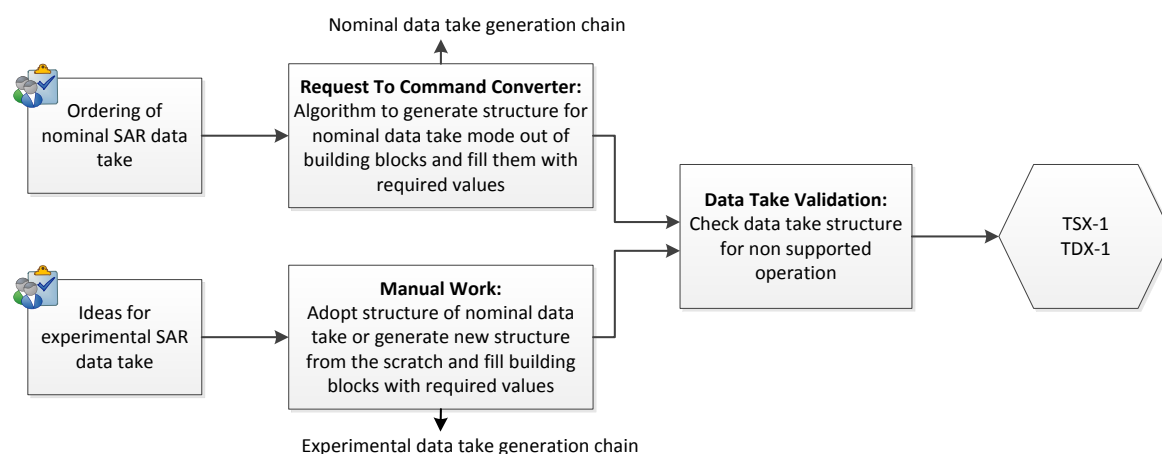 Nominal data take generation chain
Ordering of
nominal SAR data
take
Request To Command Converter:
Algorithm to generate structure for
nominal data take mode out of
building blocks and fill them with
required values
Data Take Validation:
Check data take structure
for non supported
operation
TSX-1
TDX-1
Ideas for
experimental SAR
data take
Manual Work:
Adopt structure of nominal data
take or generate new structure
from the scratch and fill building
blocks with required values
Experimental data take generation chain